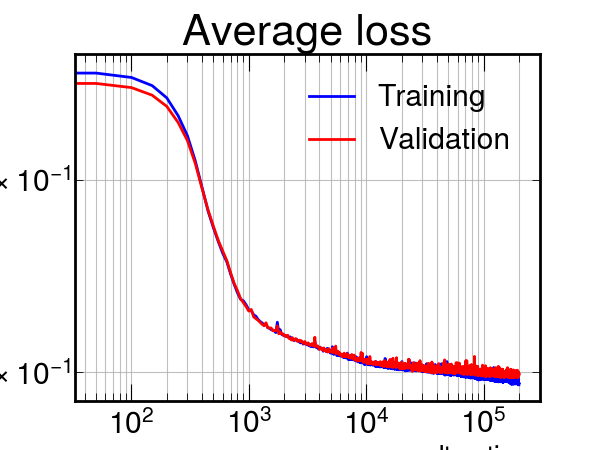 Average loss
Training
Validation
× 10⁻¹
× 10⁻¹
10² 10³ 10⁴ 10⁵